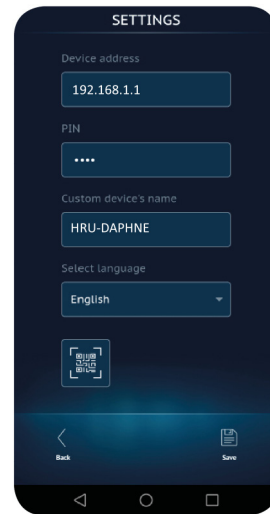 SETTINGS
Device address
192.168.1.1
PIN
••••
Custom device's name
HRU-DAPHNE
Select language
English
Back
Save